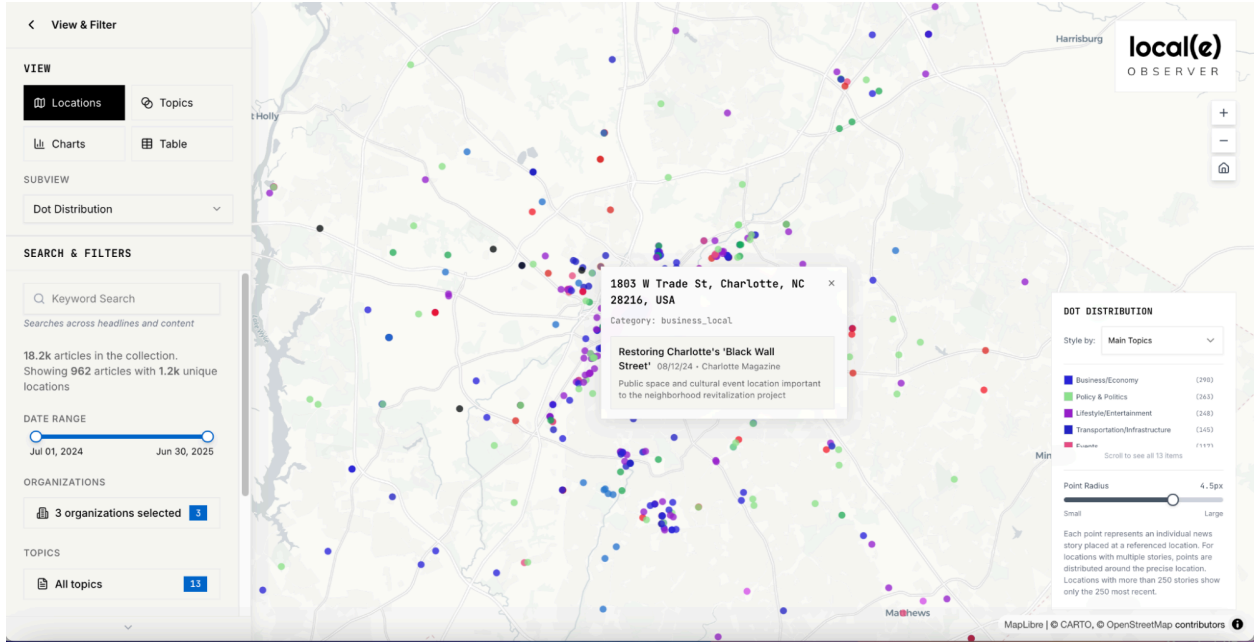 View & Filter
VIEW
Locations
Topics
Charts
Table
SUBVIEW
Dot Distribution
SEARCH & FILTERS
Keyword Search
Searches across headlines and content
18.2k articles in the collection.
Showing 962 articles with 1.2k unique
locations
DATE RANGE
Jul 01, 2024
Jun 30, 2025
ORGANIZATIONS
3 organizations selected 3
TOPICS
All topics 13
t Holly
Harrisburg
1803 W Trade St, Charlotte, NC
28216, USA
×
Category: business_local
Restoring Charlotte's 'Black Wall
Street' 08/12/24 • Charlotte Magazine
Public space and cultural event location important
to the neighborhood revitalization project
Min
Matthews
local(e)
OBSERVER
+
−
DOT DISTRIBUTION
Style by: Main Topics
Business/Economy (290)
Policy & Politics (263)
Lifestyle/Entertainment (248)
Transportation/Infrastructure (145)
Events (117)
Scroll to see all 13 items
Point Radius 4.5px
Small Large
Each point represents an individual news
story placed at a referenced location. For
locations with multiple stories, points are
distributed around the precise location.
Locations with more than 250 stories show
only the 250 most recent.
MapLibre | © CARTO, © OpenStreetMap contributors